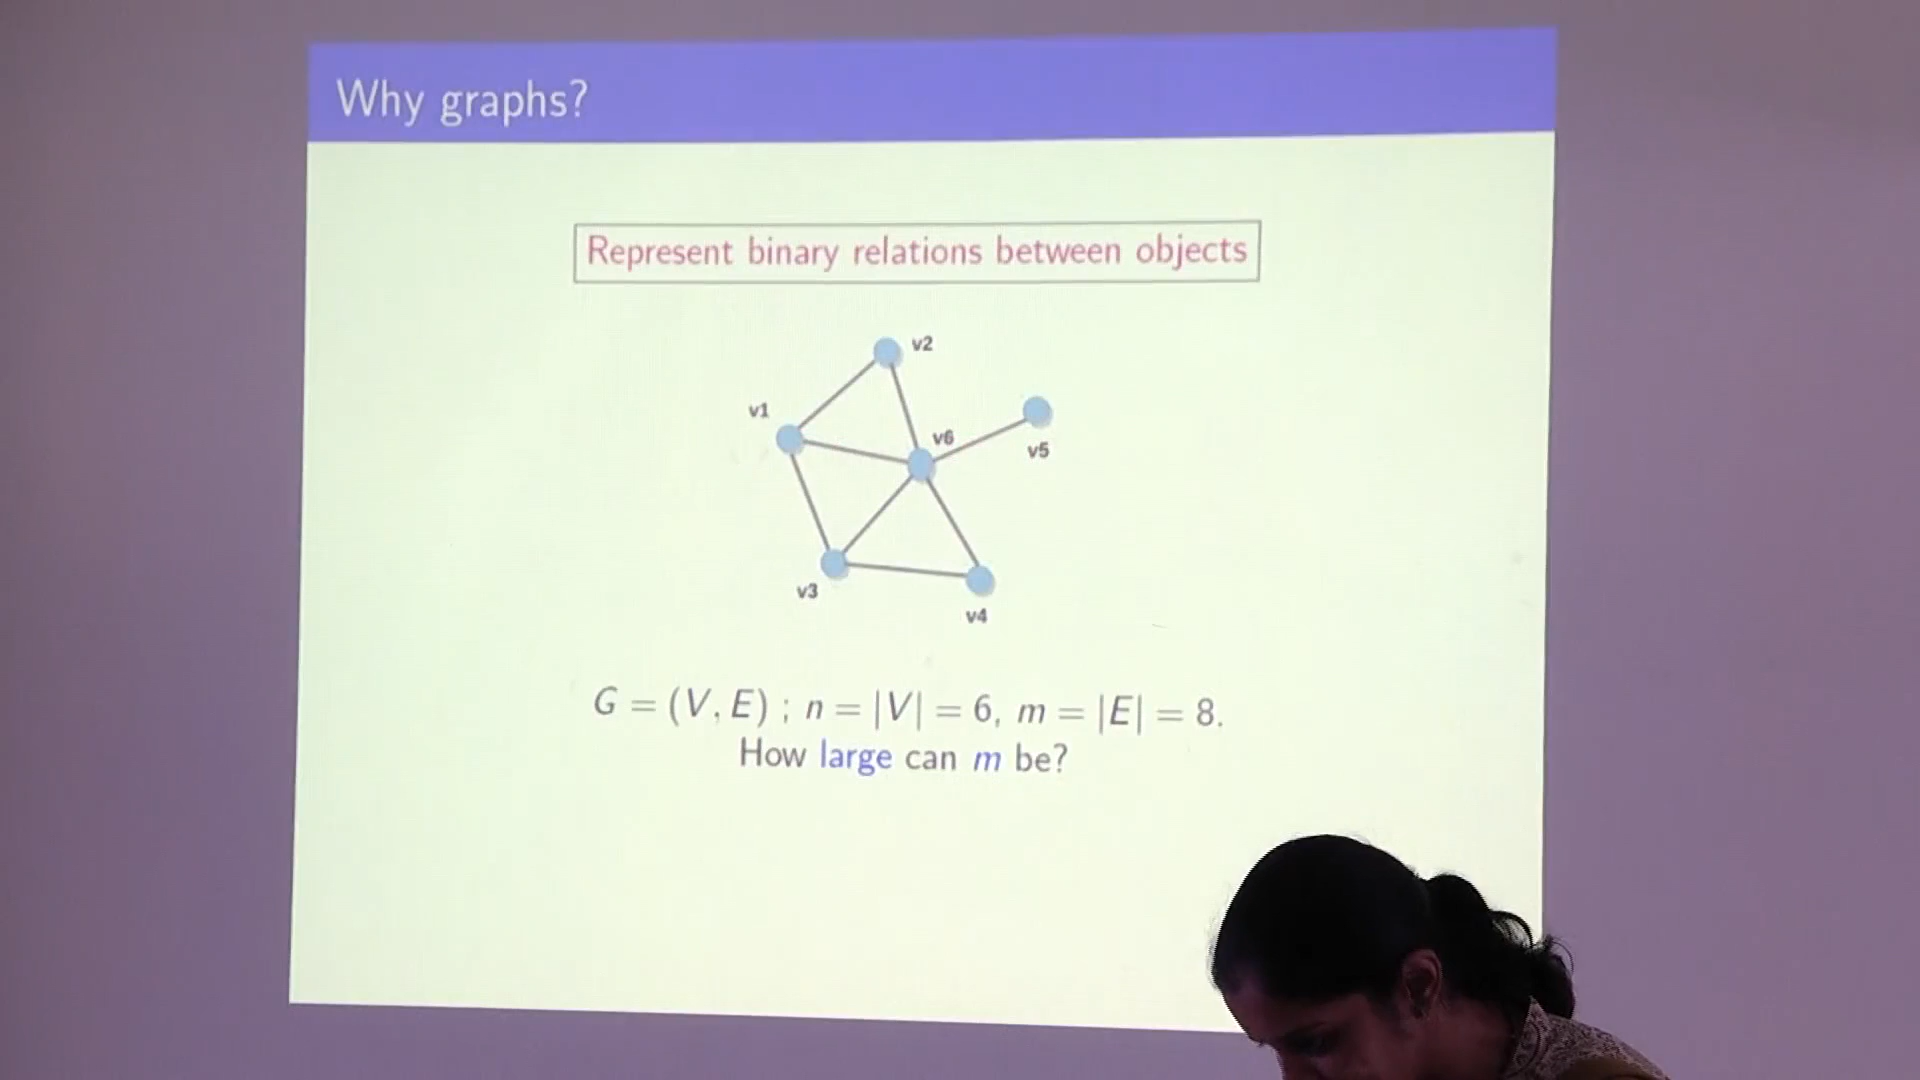 Why graphs?
Represent binary relations between objects
v2
v1
v6
v5
v3
v4
G = (V, E) ; n = |V| = 6, m = |E| = 8.
How large can m be?